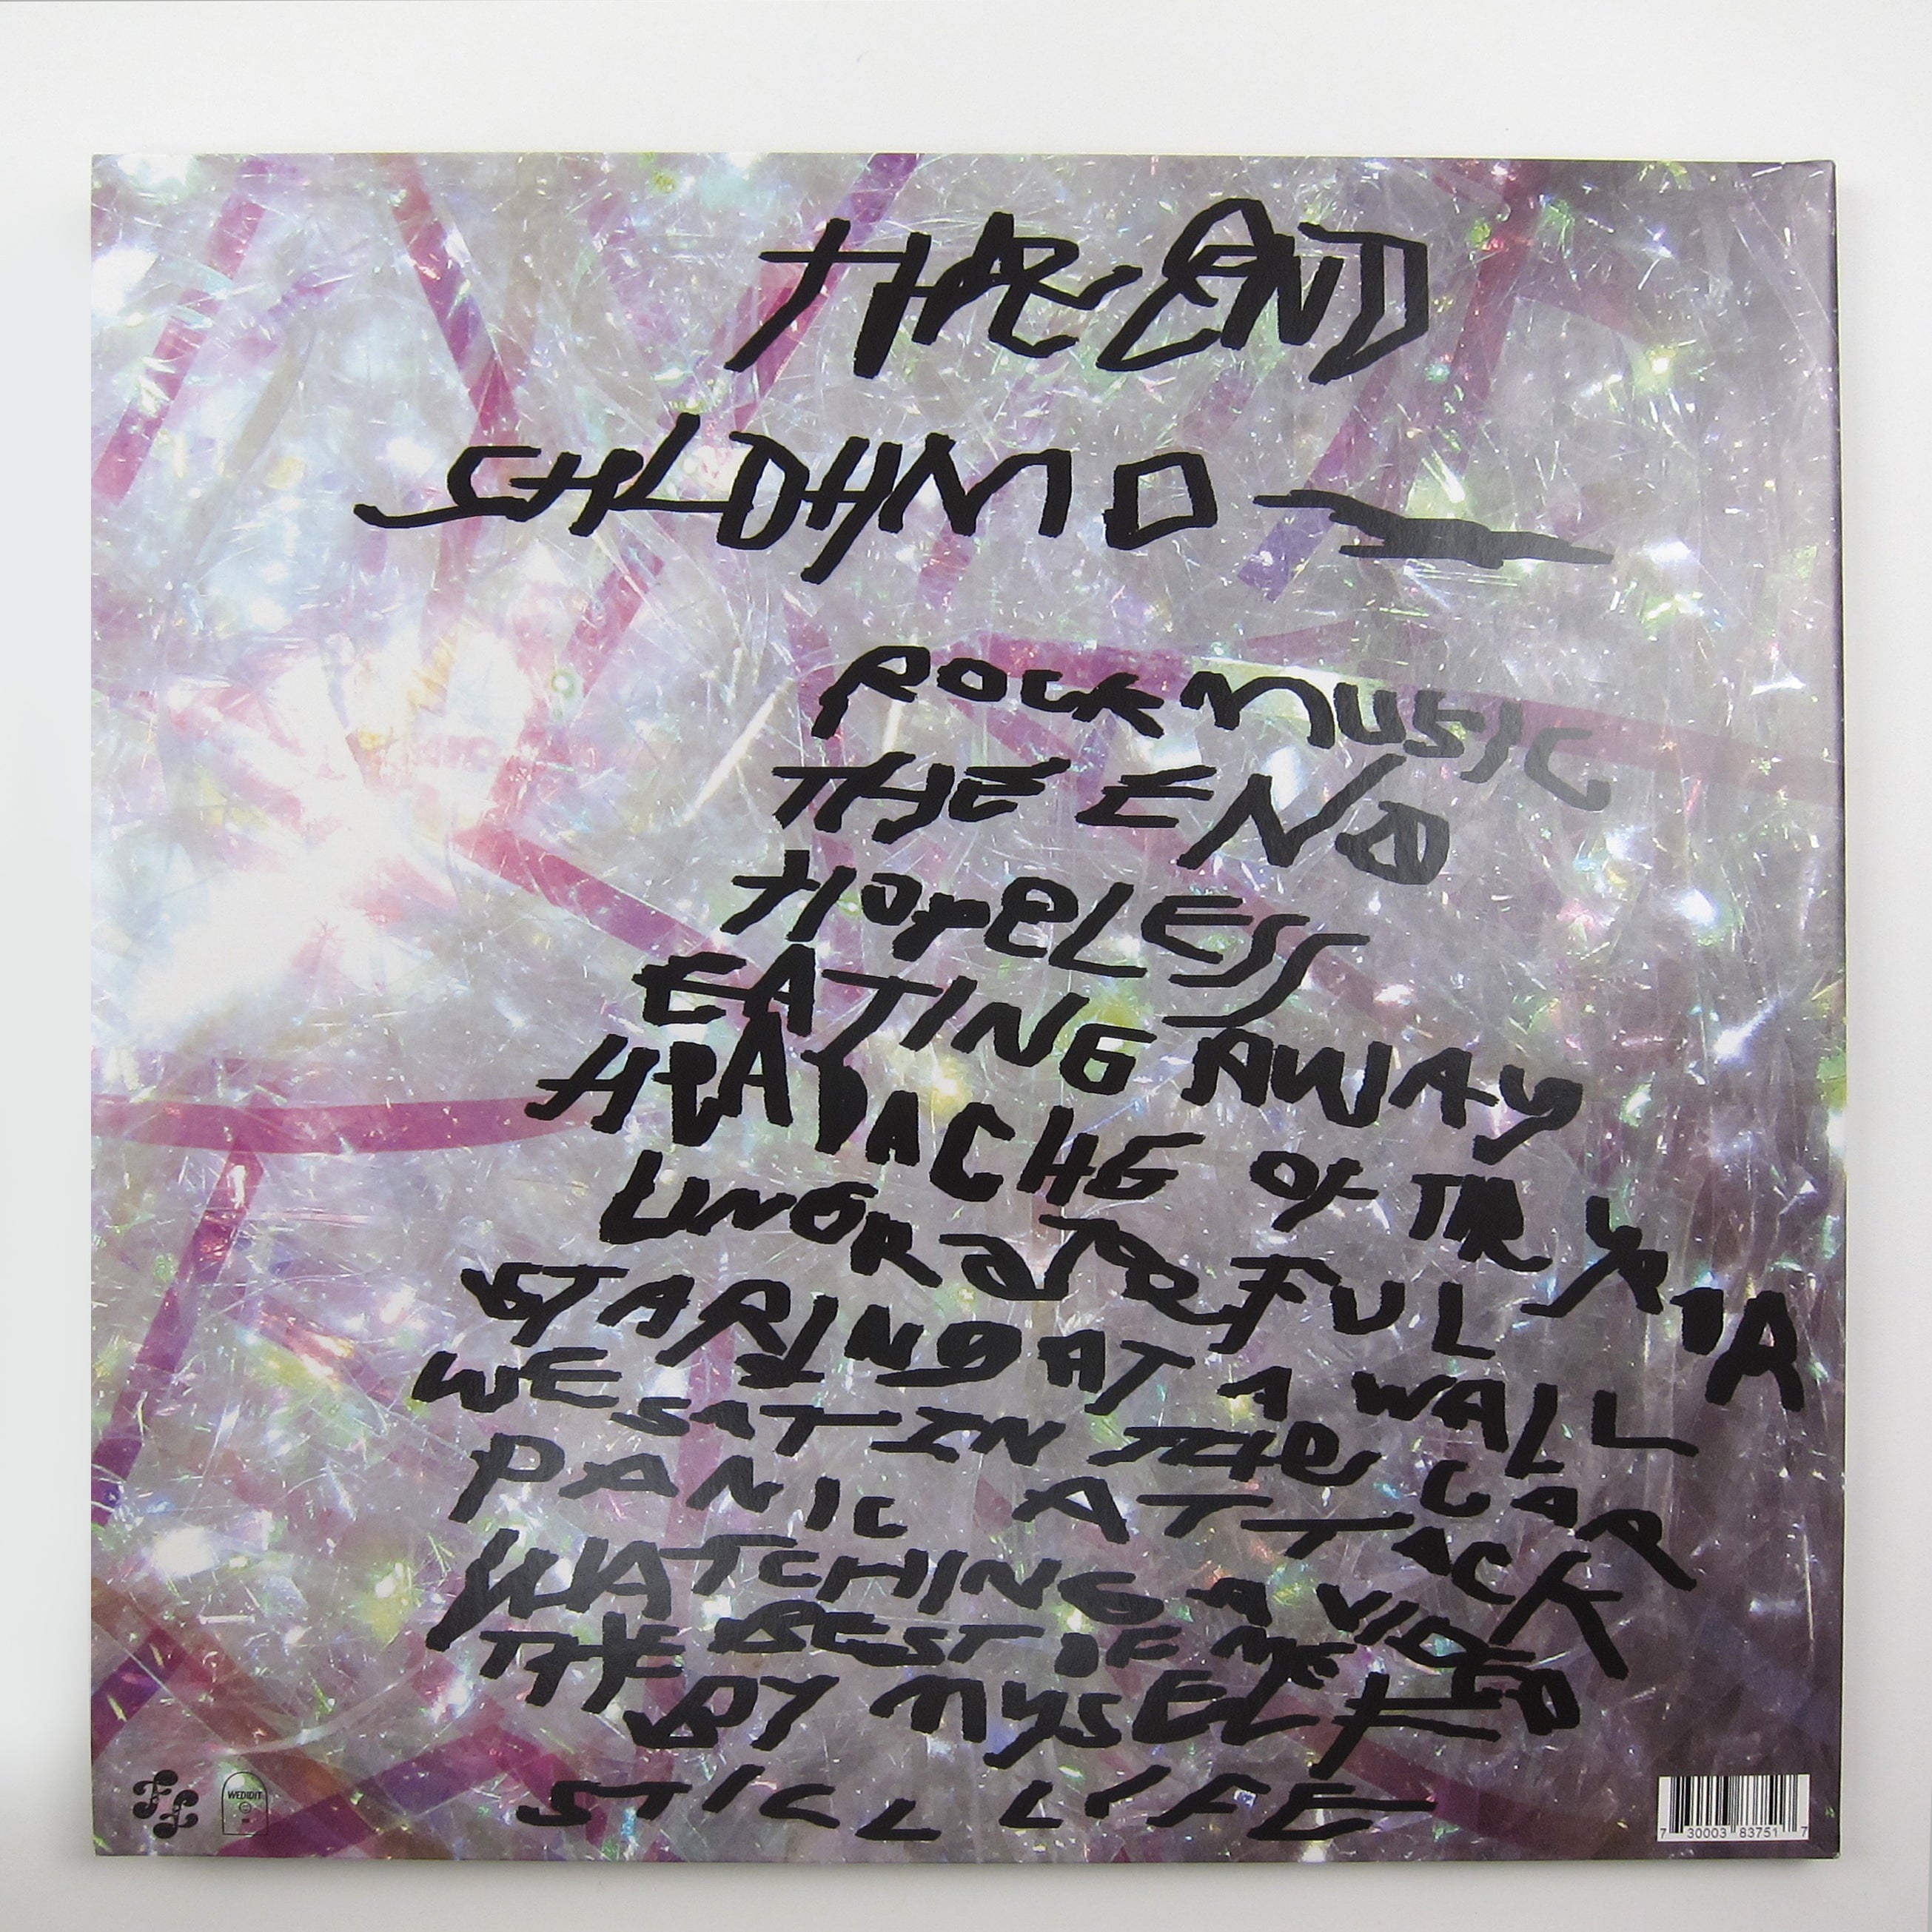 THE END
SHLOHMO
ROCK MUSIC
THE END
HOPELESS
EATING AWAY
HEADACHE OF THE YEAR
UNGRATEFUL
STARING AT A WALL
WE SAT IN THE CAR
PANIC ATTACK
WATCHING A VIDEO
THE BEST OF ME
BY MYSELF
STILL LIFE
FF
WEDIDIT
7 30003 83751 7